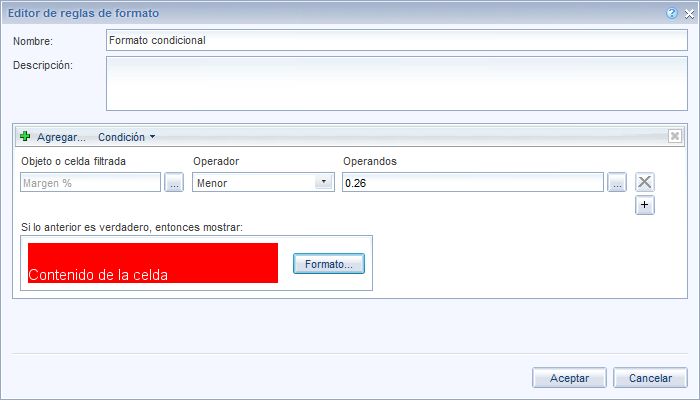 Editor de reglas de formato
Nombre: Formato condicional
Descripción:
Agregar... Condición
Objeto o celda filtrada Operador Operandos
Margen % ... Menor 0.26 ...
Si lo anterior es verdadero, entonces mostrar:
Contenido de la celda Formato...
Aceptar Cancelar